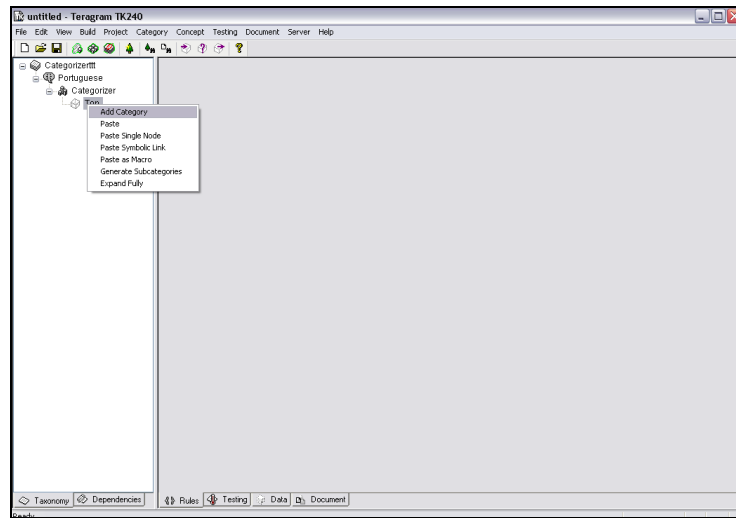 untitled - Teragram TK240
File Edit View Build Project Category Concept Testing Document Server Help
Categorizerttt
Portuguese
Categorizer
Top
Add Category
Paste
Paste Single Node
Paste Symbolic Link
Paste as Macro
Generate Subcategories
Expand Fully
Taxonomy Dependencies Rules Testing Data Document
Ready